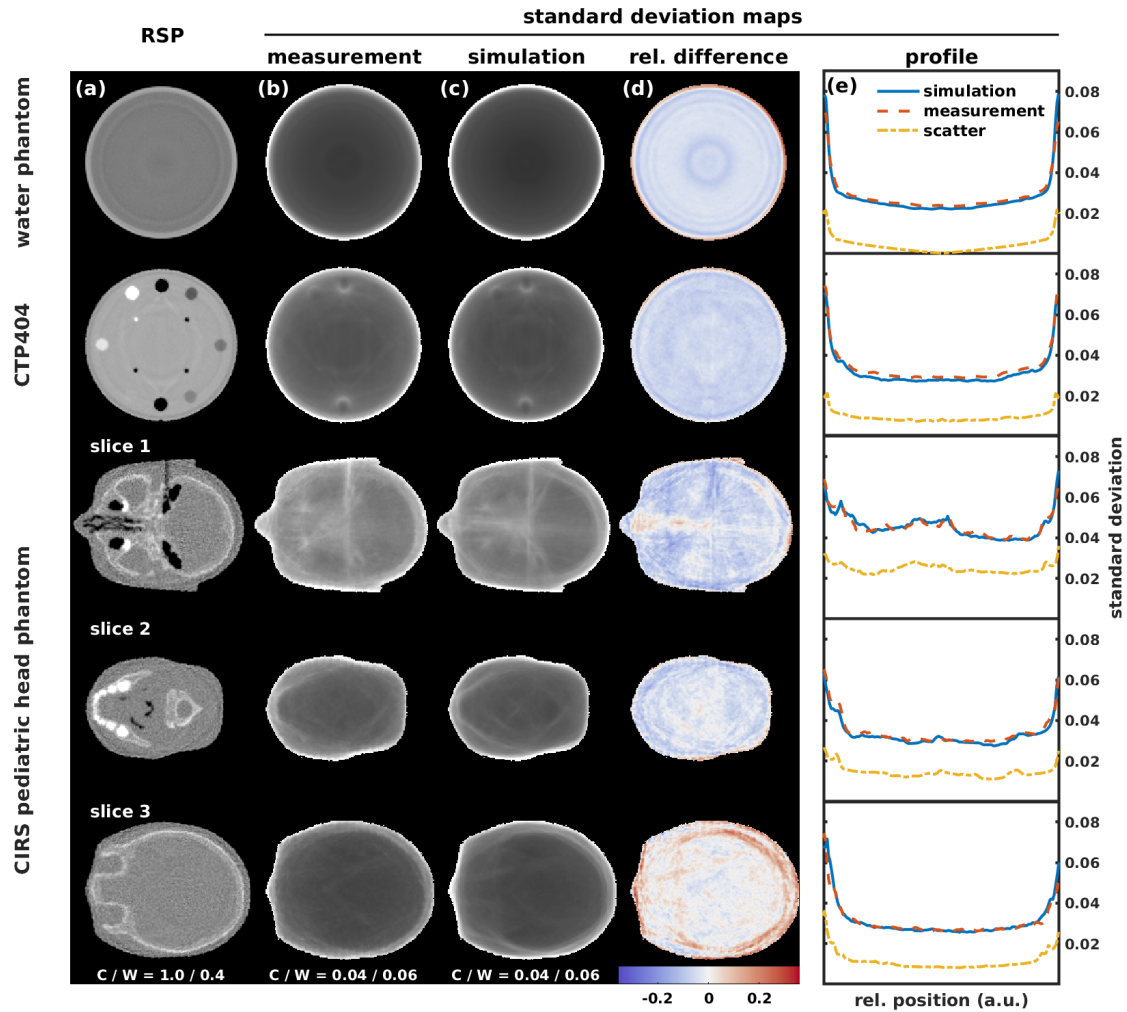 standard deviation maps
RSP
measurement simulation rel. difference profile
(a) (b) (c) (d) (e)
simulation
measurement
scatter
water phantom
0.08
0.06
0.04
0.02
CTP404
0.08
0.06
0.04
0.02
CIRS pediatric head phantom
slice 1
0.08
0.06
0.04
0.02
standard deviation
slice 2
0.08
0.06
0.04
0.02
slice 3
0.08
0.06
0.04
0.02
C / W = 1.0 / 0.4 C / W = 0.04 / 0.06 C / W = 0.04 / 0.06
-0.2 0 0.2
rel. position (a.u.)